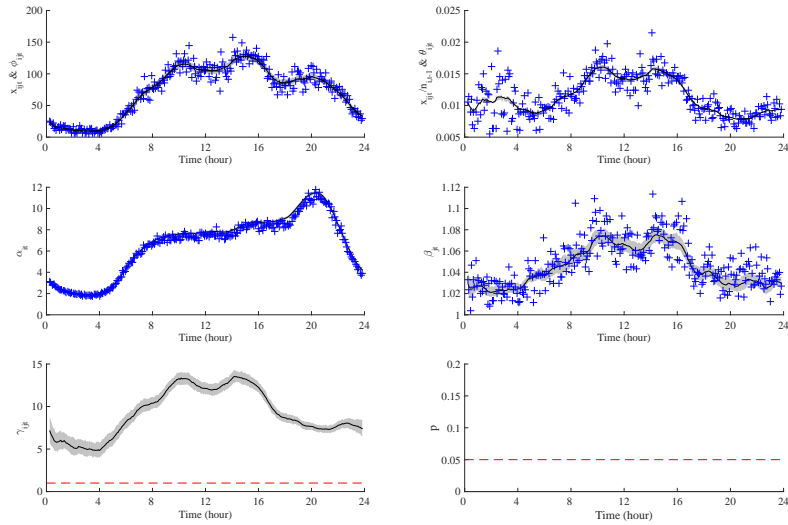 200
150
100
50
0
x_ijt & ϕ_ijt
0 4 8 12 16 20 24
Time (hour)
0.025
0.02
0.015
0.01
0.005
x_ijt/n_i,t-1 & θ_ijt
0 4 8 12 16 20 24
Time (hour)
12
10
8
6
4
2
0
α_it
0 4 8 12 16 20 24
Time (hour)
1.12
1.1
1.08
1.06
1.04
1.02
1
β_jt
0 4 8 12 16 20 24
Time (hour)
15
10
5
0
γ_ijt
0 4 8 12 16 20 24
Time (hour)
0.2
0.15
0.1
0.05
0
p
0 4 8 12 16 20 24
Time (hour)